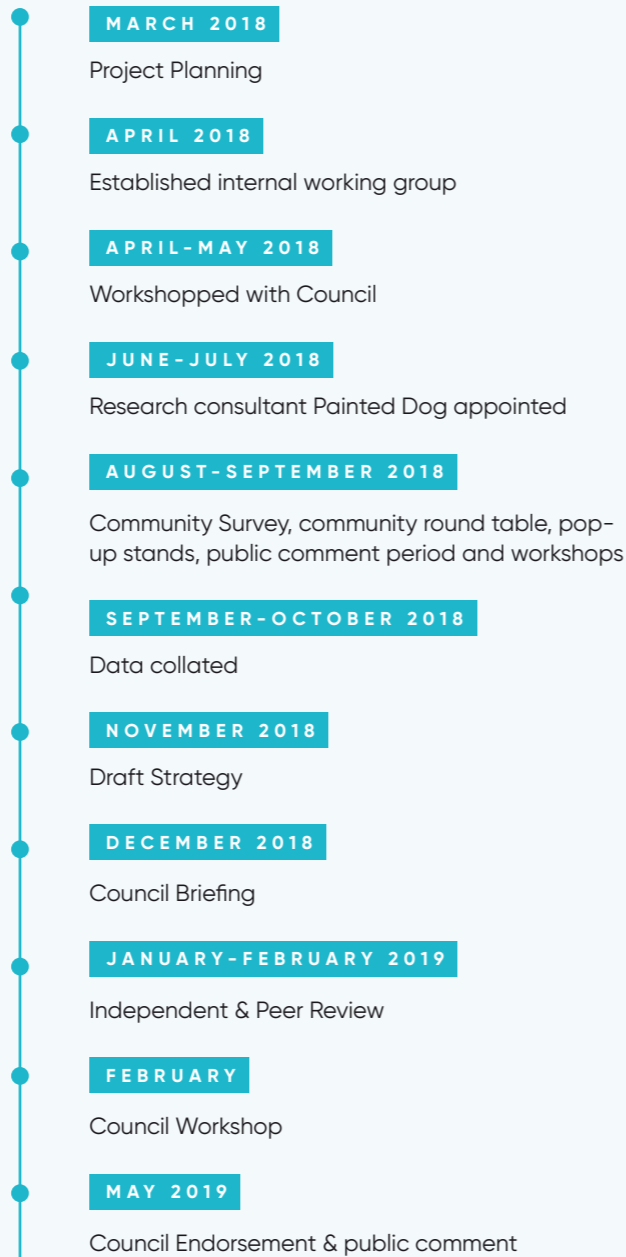 MARCH 2018
Project Planning
APRIL 2018
Established internal working group
APRIL-MAY 2018
Workshopped with Council
JUNE-JULY 2018
Research consultant Painted Dog appointed
AUGUST-SEPTEMBER 2018
Community Survey, community round table, pop-
up stands, public comment period and workshops
SEPTEMBER-OCTOBER 2018
Data collated
NOVEMBER 2018
Draft Strategy
DECEMBER 2018
Council Briefing
JANUARY-FEBRUARY 2019
Independent & Peer Review
FEBRUARY
Council Workshop
MAY 2019
Council Endorsement & public comment